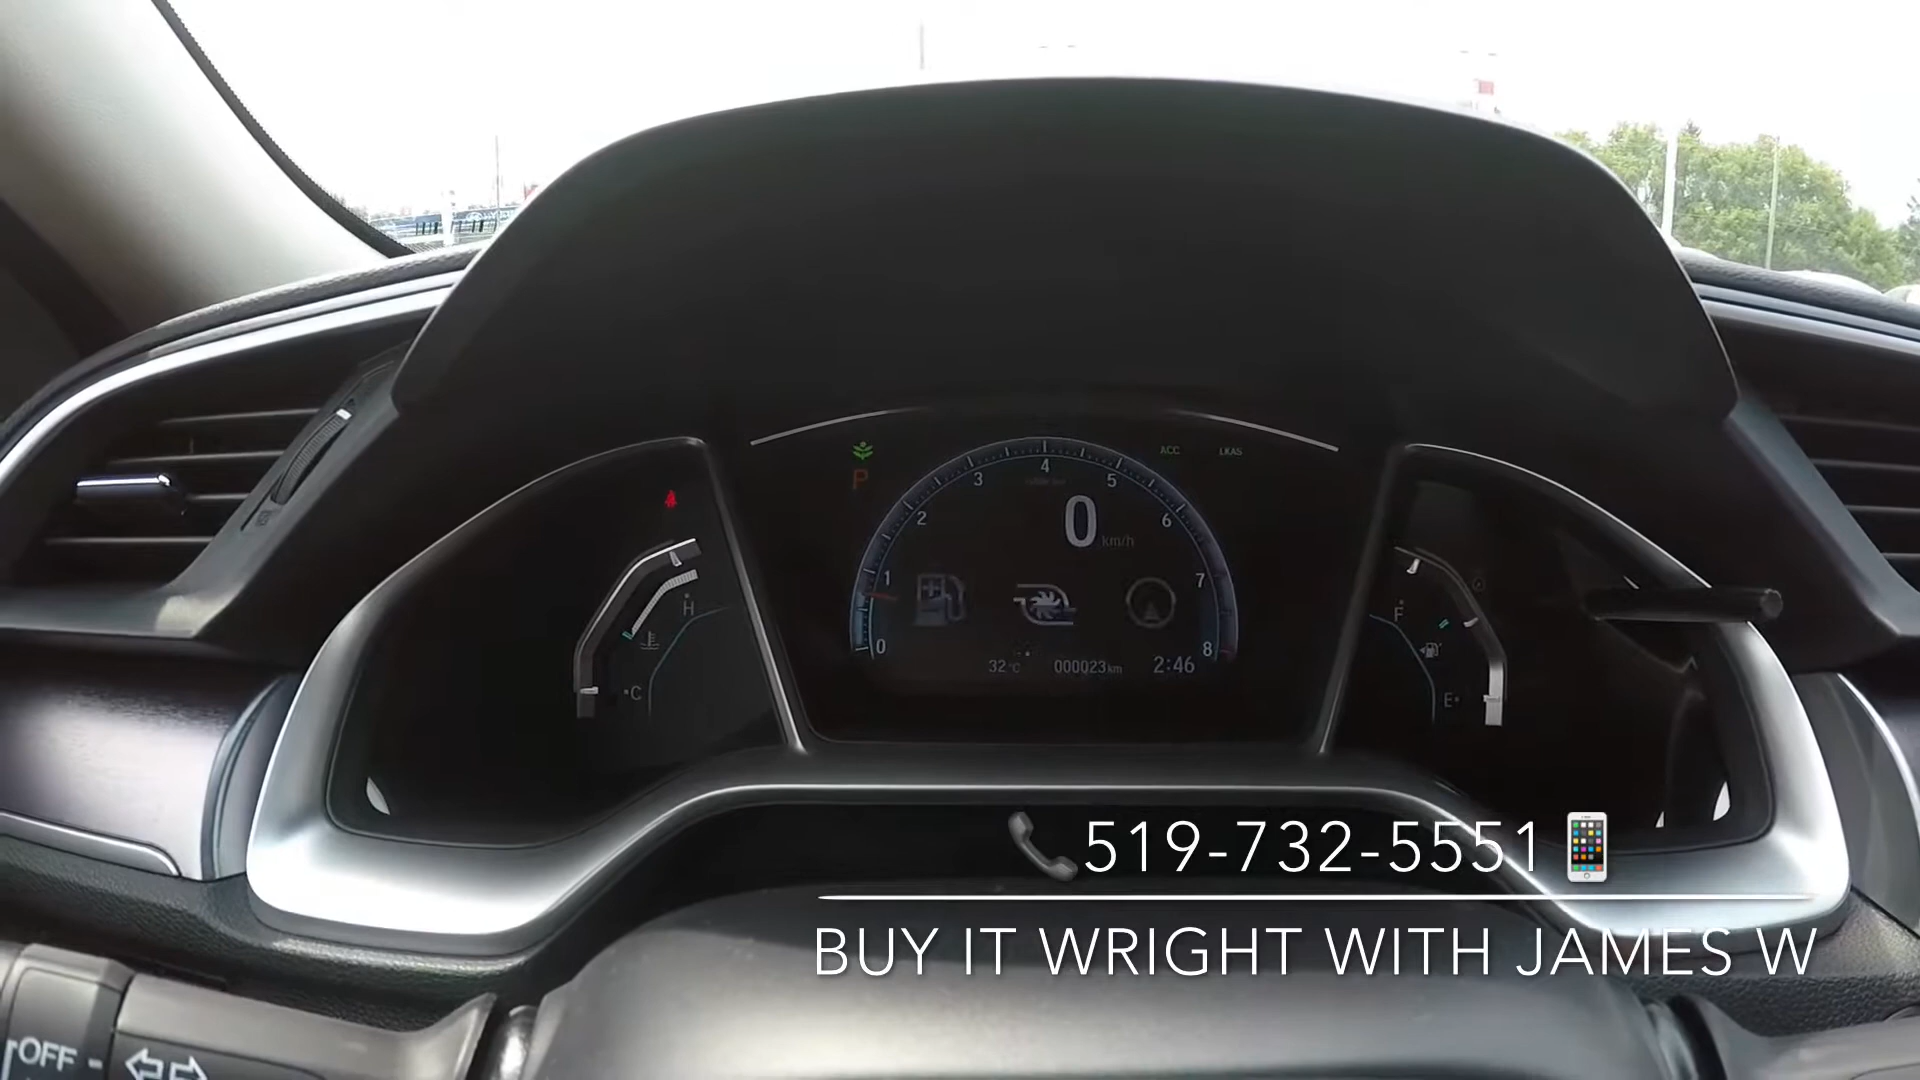 ACC LKAS
P
4
3 5
0 km/h
2 6
1 7
H F
0 8
32°C 000023km 2:46
C E
📞519-732-5551📱
BUY IT WRIGHT WITH JAMES W
OFF